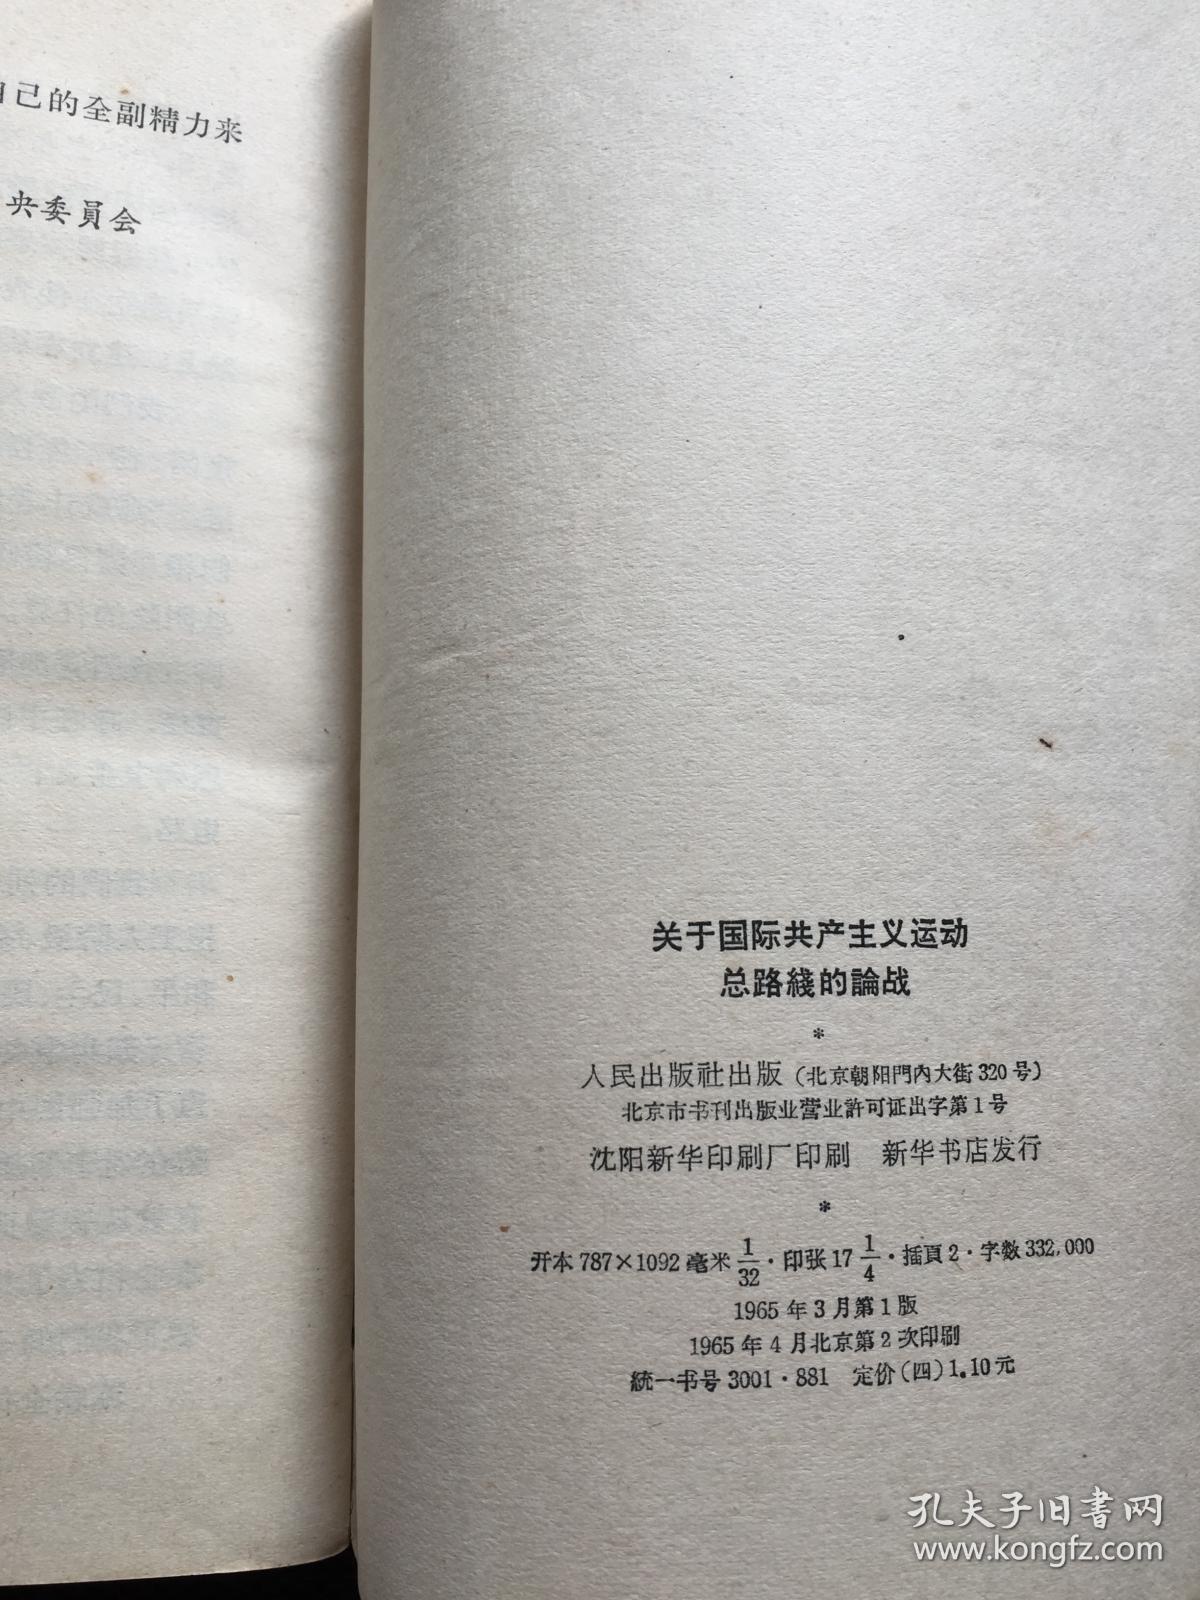 己的全副精力来
央委員会
关于国际共产主义运动
总路綫的論战
*
人民出版社出版（北京朝阳門內大街320号）
北京市书刊出版业营业許可证出字第1号
沈阳新华印刷厂印刷 新华书店发行
*
开本787×1092毫米 1/32·印张17 1/4·插頁2·字数332,000
1965年3月第1版
1965年4月北京第2次印刷
統一书号3001·881 定价(四)1.10元
孔夫子旧書网
www.kongfz.com